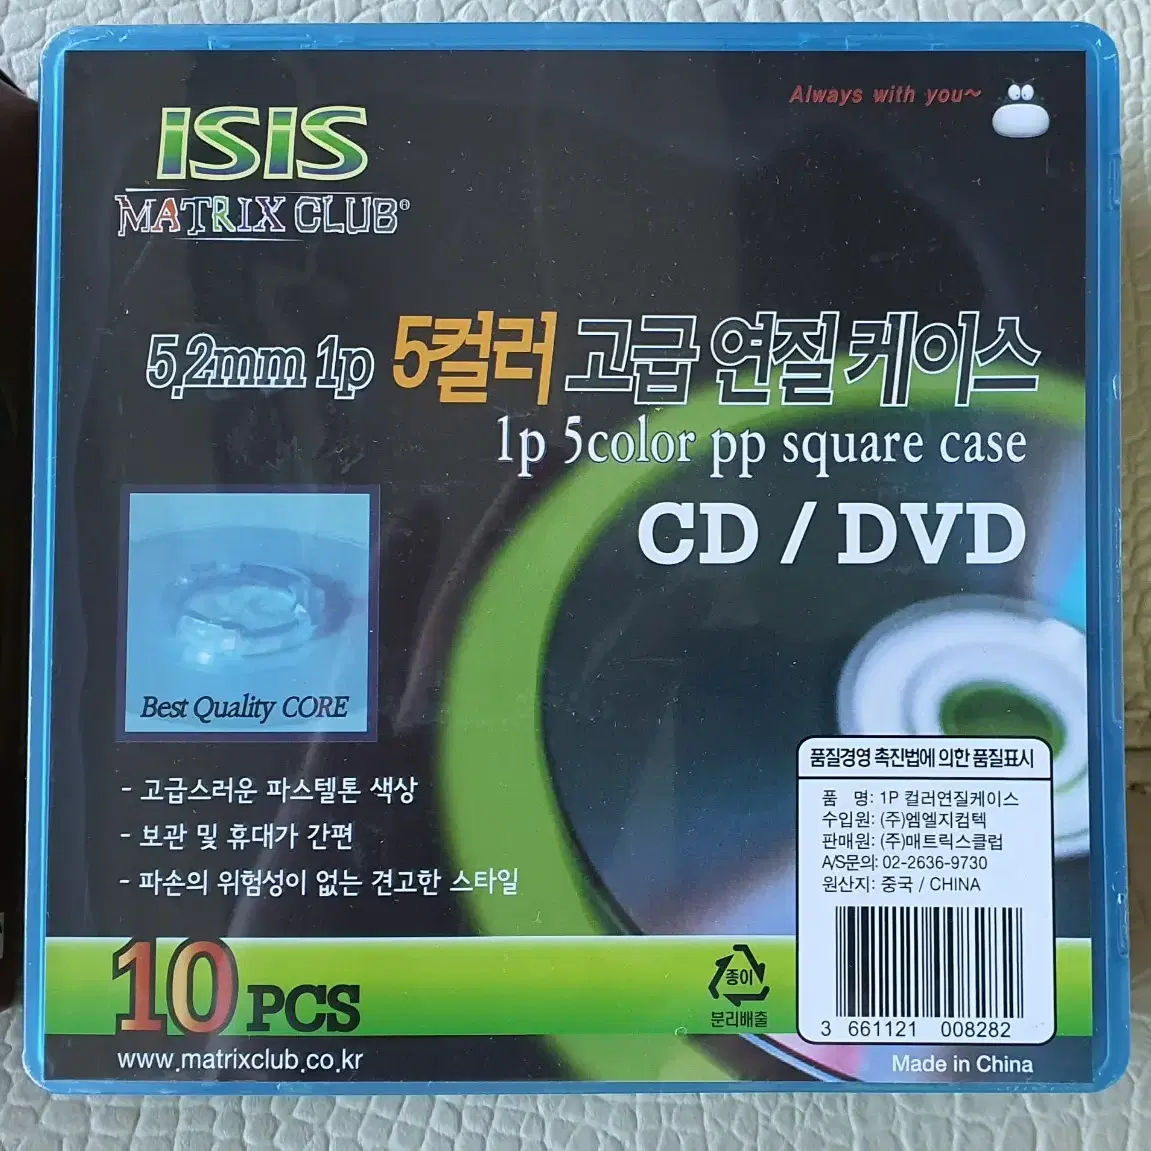 Always with you~
ISIS
MATRIX CLUB®
5.2mm 1p 5컬러 고급 연질 케이스
1p 5color pp square case
CD / DVD
Best Quality CORE
- 고급스러운 파스텔톤 색상
- 보관 및 휴대가 간편
- 파손의 위험성이 없는 견고한 스타일
품질경영 촉진법에 의한 품질표시
품 명: 1P 컬러연질케이스
수입원: (주)엠엘지컴텍
판매원: (주)매트릭스클럽
A/S문의: 02-2636-9730
원산지: 중국 / CHINA
3 661121 008282
10 PCS
종이
분리배출
www.matrixclub.co.kr
Made in China